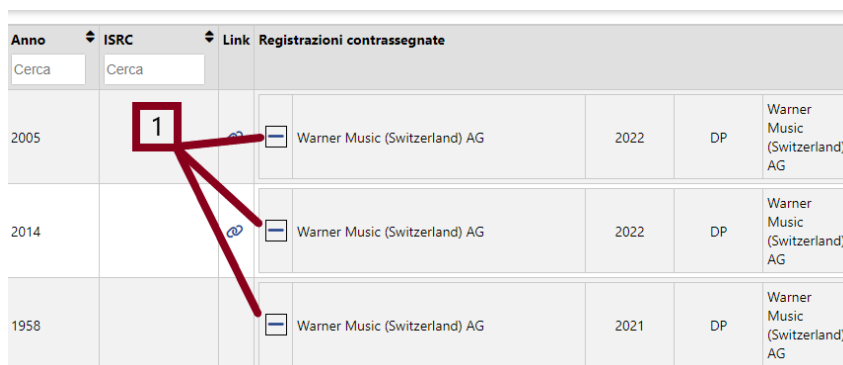 Anno ISRC Link Registrazioni contrassegnate
Cerca Cerca
1
2005 Warner Music (Switzerland) AG 2022 DP Warner
Music
(Switzerland)
AG
2014 Warner Music (Switzerland) AG 2022 DP Warner
Music
(Switzerland)
AG
1958 Warner Music (Switzerland) AG 2021 DP Warner
Music
(Switzerland)
AG